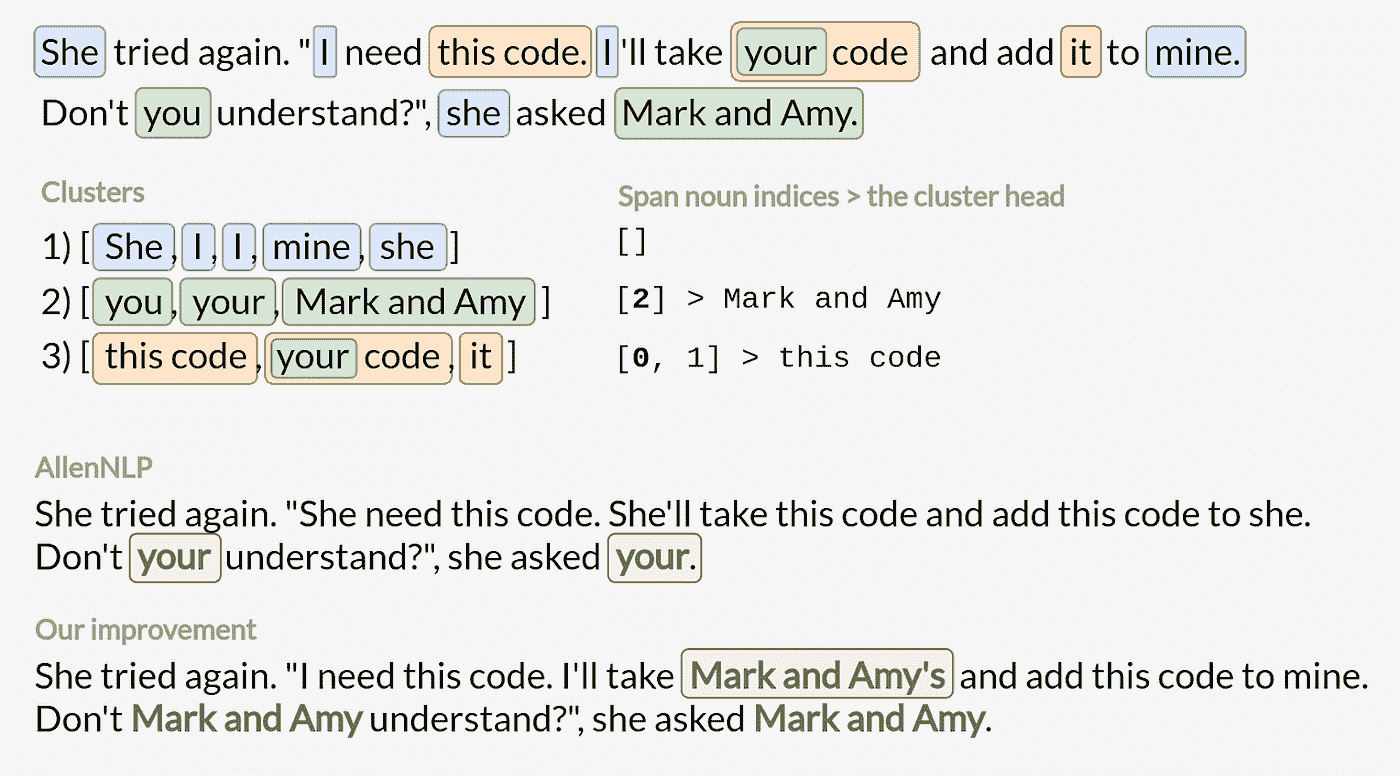 She tried again. "I need this code. I'll take your code and add it to mine.
Don't you understand?", she asked Mark and Amy.
Clusters
Span noun indices > the cluster head
1) [ She, I, I, mine, she ]
[]
2) [ you, your, Mark and Amy ]
[2] > Mark and Amy
3) [ this code, your code, it ]
[0, 1] > this code
AllenNLP
She tried again. "She need this code. She'll take this code and add this code to she.
Don't your understand?", she asked your.
Our improvement
She tried again. "I need this code. I'll take Mark and Amy's and add this code to mine.
Don't Mark and Amy understand?", she asked Mark and Amy.